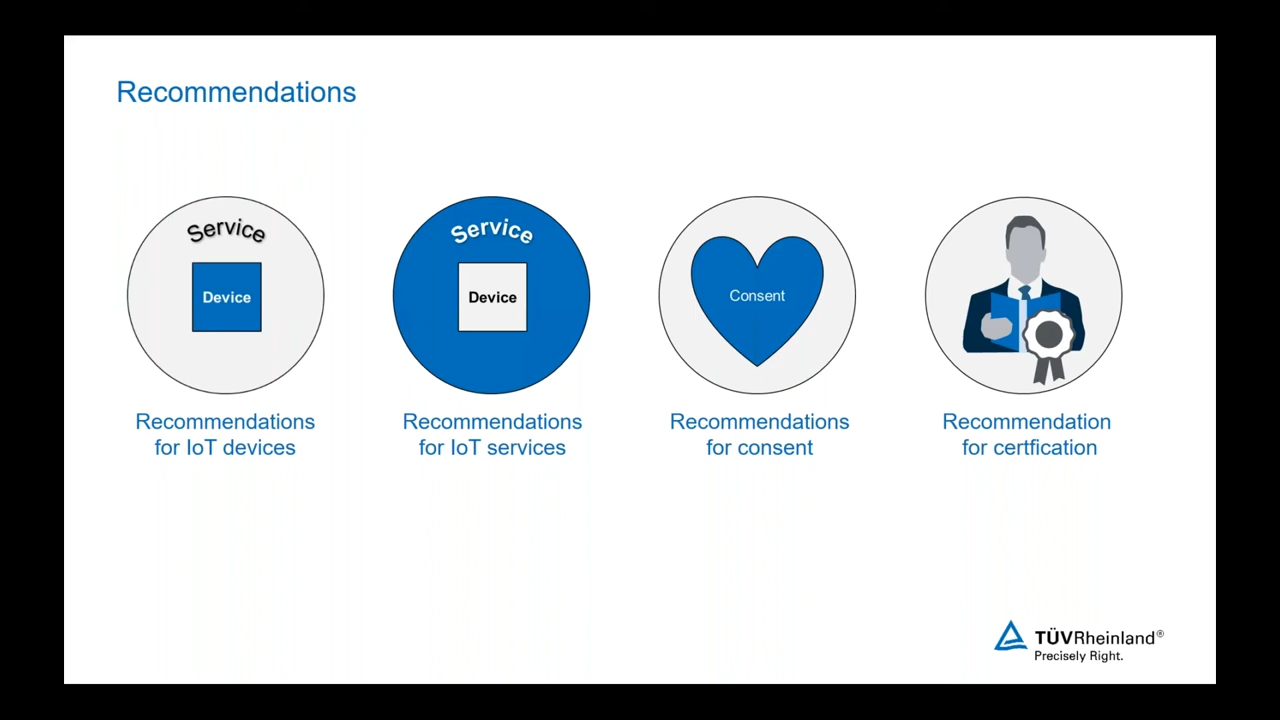 Recommendations
Service
Device
Service
Device
Consent
Recommendations
for IoT devices
Recommendations
for IoT services
Recommendations
for consent
Recommendation
for certfication
TÜVRheinland®
Precisely Right.